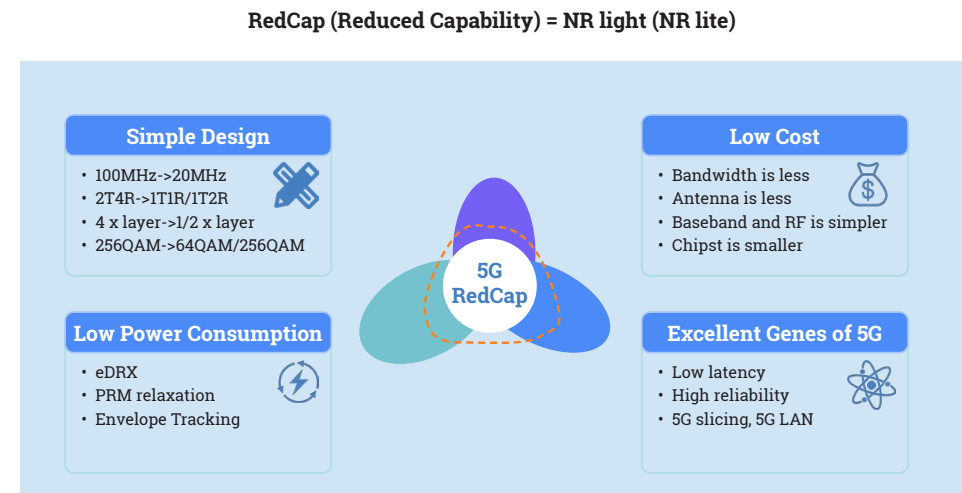 RedCap (Reduced Capability) = NR light (NR lite)
Simple Design
• 100MHz->20MHz
• 2T4R->1T1R/1T2R
• 4 x layer->1/2 x layer
• 256QAM->64QAM/256QAM
Low Cost
• Bandwidth is less
• Antenna is less
• Baseband and RF is simpler
• Chipst is smaller
$
5G
RedCap
Low Power Consumption
• eDRX
• PRM relaxation
• Envelope Tracking
Excellent Genes of 5G
• Low latency
• High reliability
• 5G slicing, 5G LAN